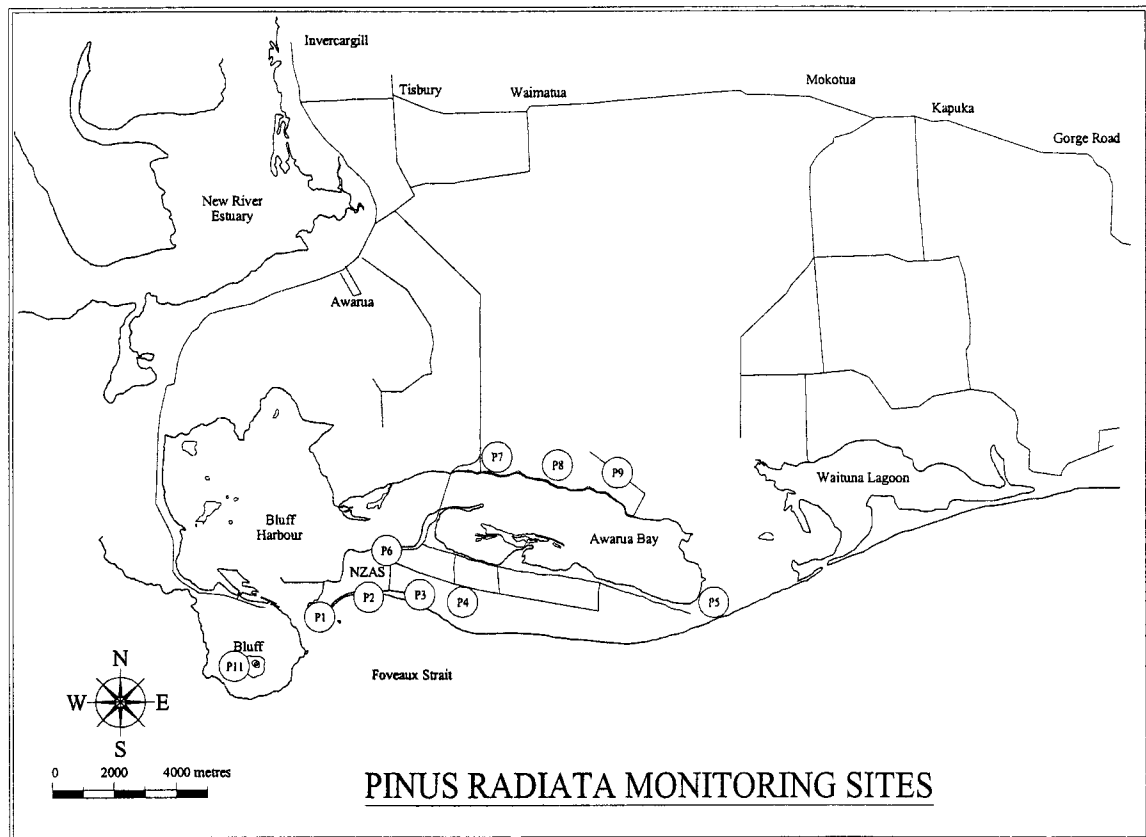 Invercargill
Tisbury
Waimatua
Mokotua
Kapuka
Gorge Road
New River
Estuary
Awarua
P7
P8
P9
Waituna Lagoon
Bluff
Harbour
Awarua Bay
P6
NZAS
P1
P2
P3
P4
P5
Bluff
P11
Foveaux Strait
N
W
E
S
0 2000 4000 metres
PINUS RADIATA MONITORING SITES